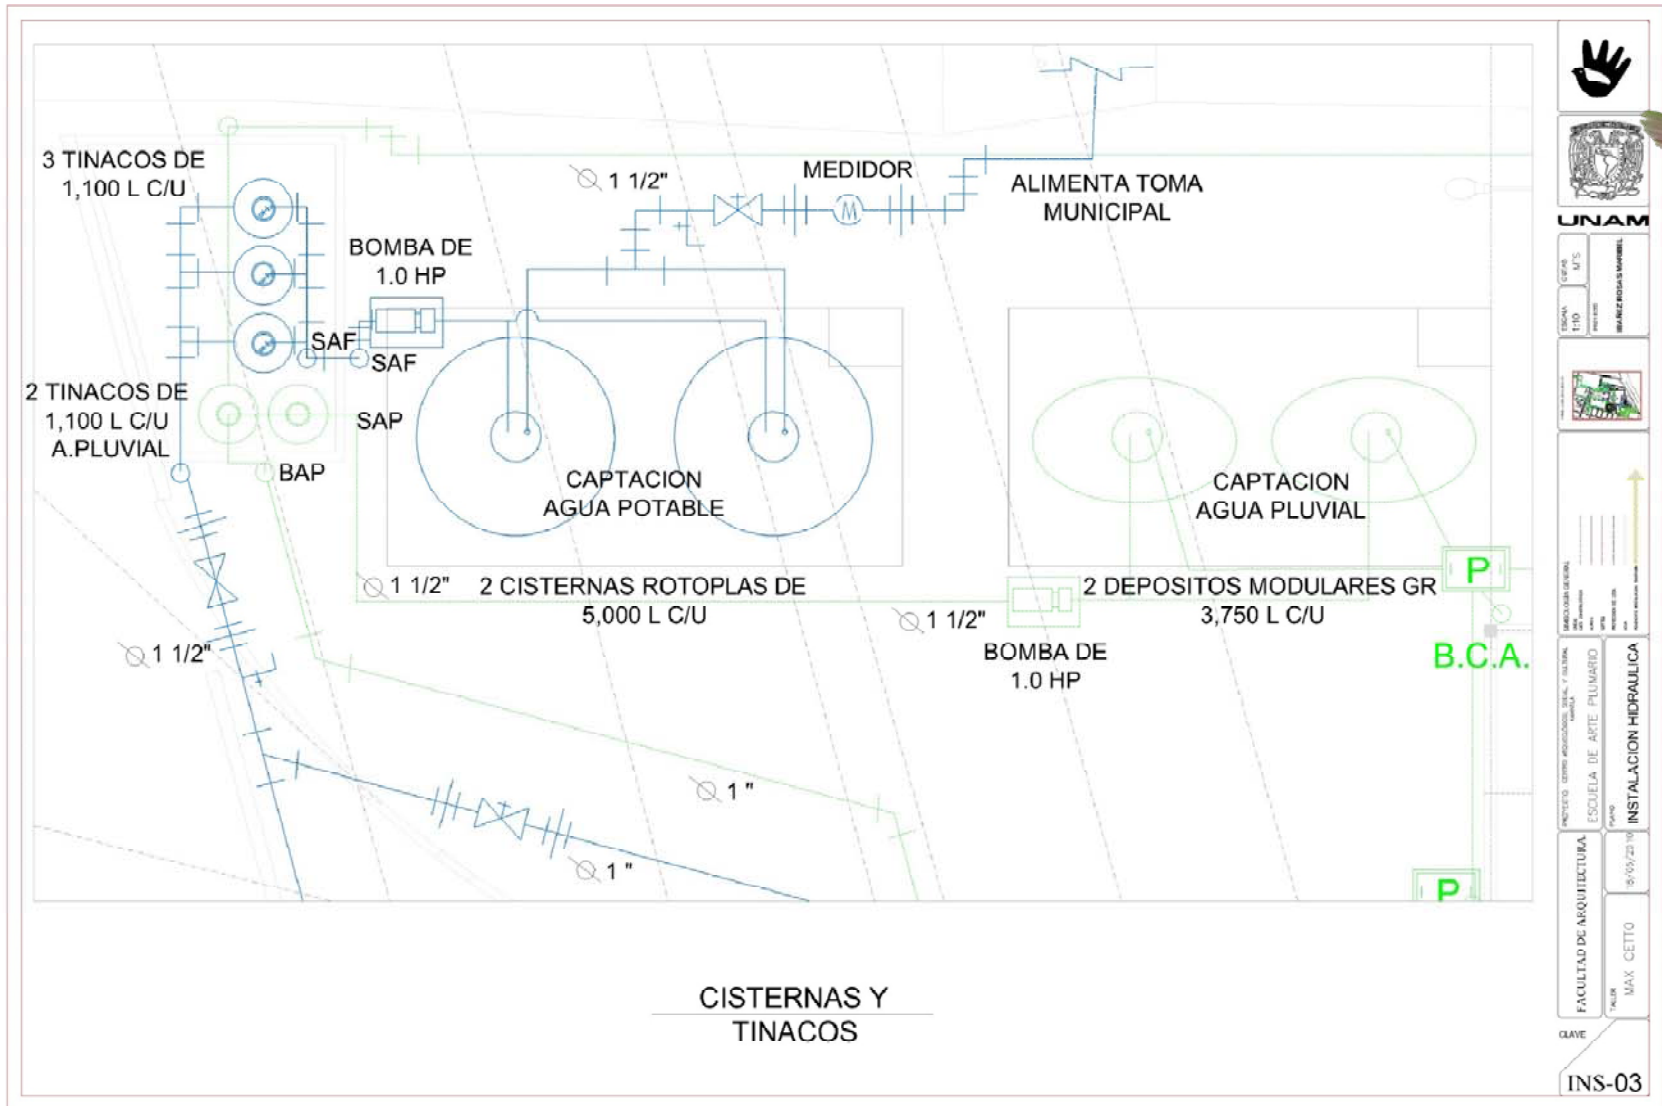 3 TINACOS DE
1,100 L C/U
1 1/2"
MEDIDOR
M
ALIMENTA TOMA
MUNICIPAL
BOMBA DE
1.0 HP
SAF
SAF
2 TINACOS DE
1,100 L C/U
A.PLUVIAL
SAP
BAP
CAPTACION
AGUA POTABLE
CAPTACION
AGUA PLUVIAL
1 1/2"
2 CISTERNAS ROTOPLAS DE
5,000 L C/U
1 1/2"
2 DEPOSITOS MODULARES GR
3,750 L C/U
P
BOMBA DE
1.0 HP
B.C.A.
1 1/2"
1 "
1 "
P
CISTERNAS Y
TINACOS
UNAM
ESCALA
1:10
COTAS
MTS
ESCUELA DE ARTE PLUMARIO
PLANO
INSTALACION HIDRAULICA
FACULTAD DE ARQUITECTURA
TALLER
MAX CETTO
CLAVE
INS-03